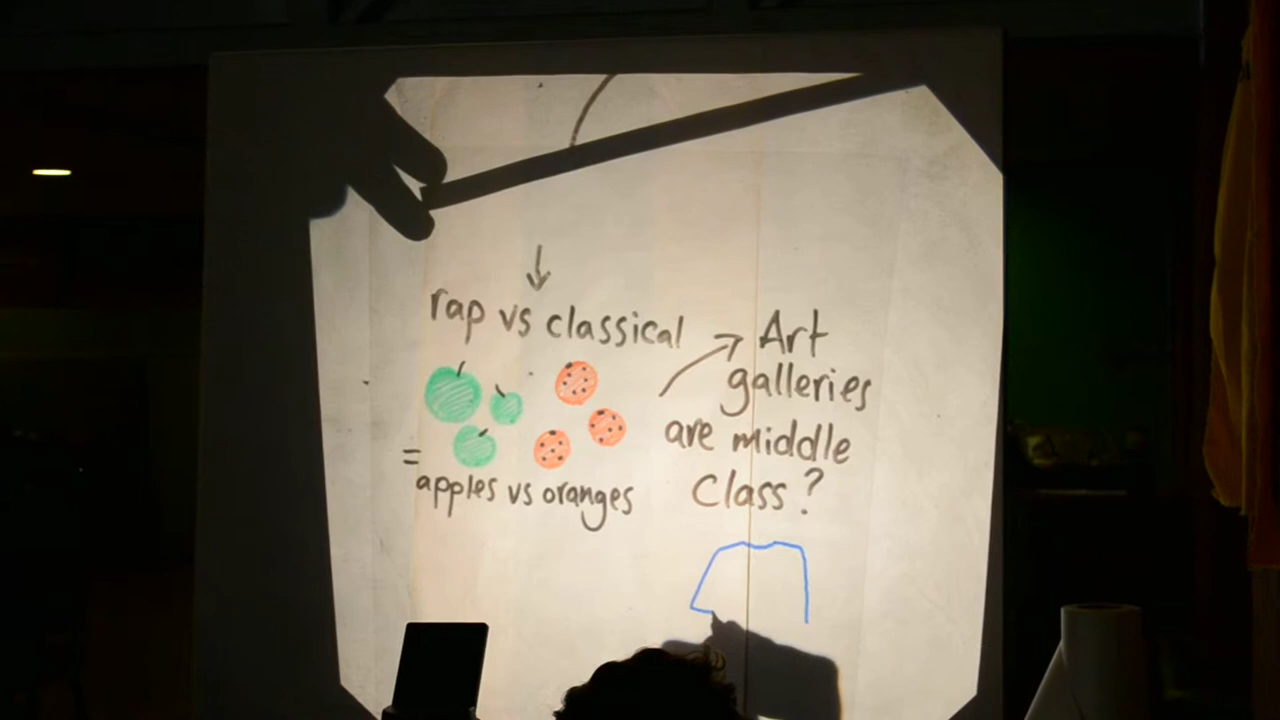 rap vs classical
= apples vs oranges
Art
galleries
are middle
class?